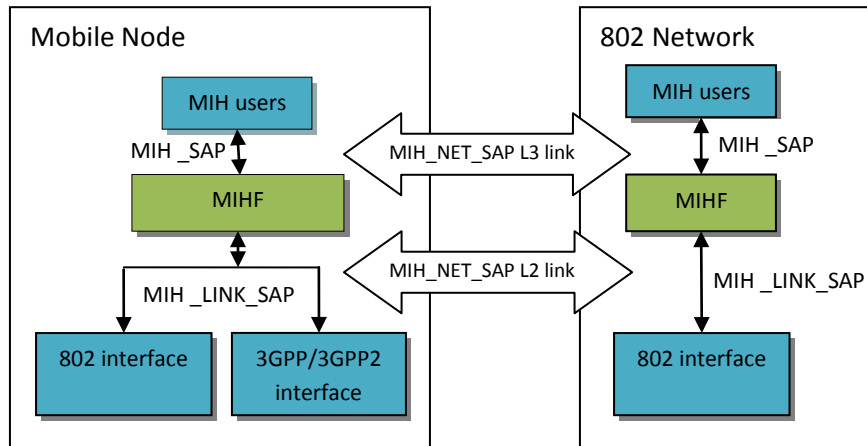 Mobile Node
802 Network
MIH users
MIH users
MIH _SAP
MIH_NET_SAP L3 link
MIH _SAP
MIHF
MIHF
MIH_NET_SAP L2 link
MIH _LINK_SAP
MIH _LINK_SAP
802 interface
3GPP/3GPP2
interface
802 interface